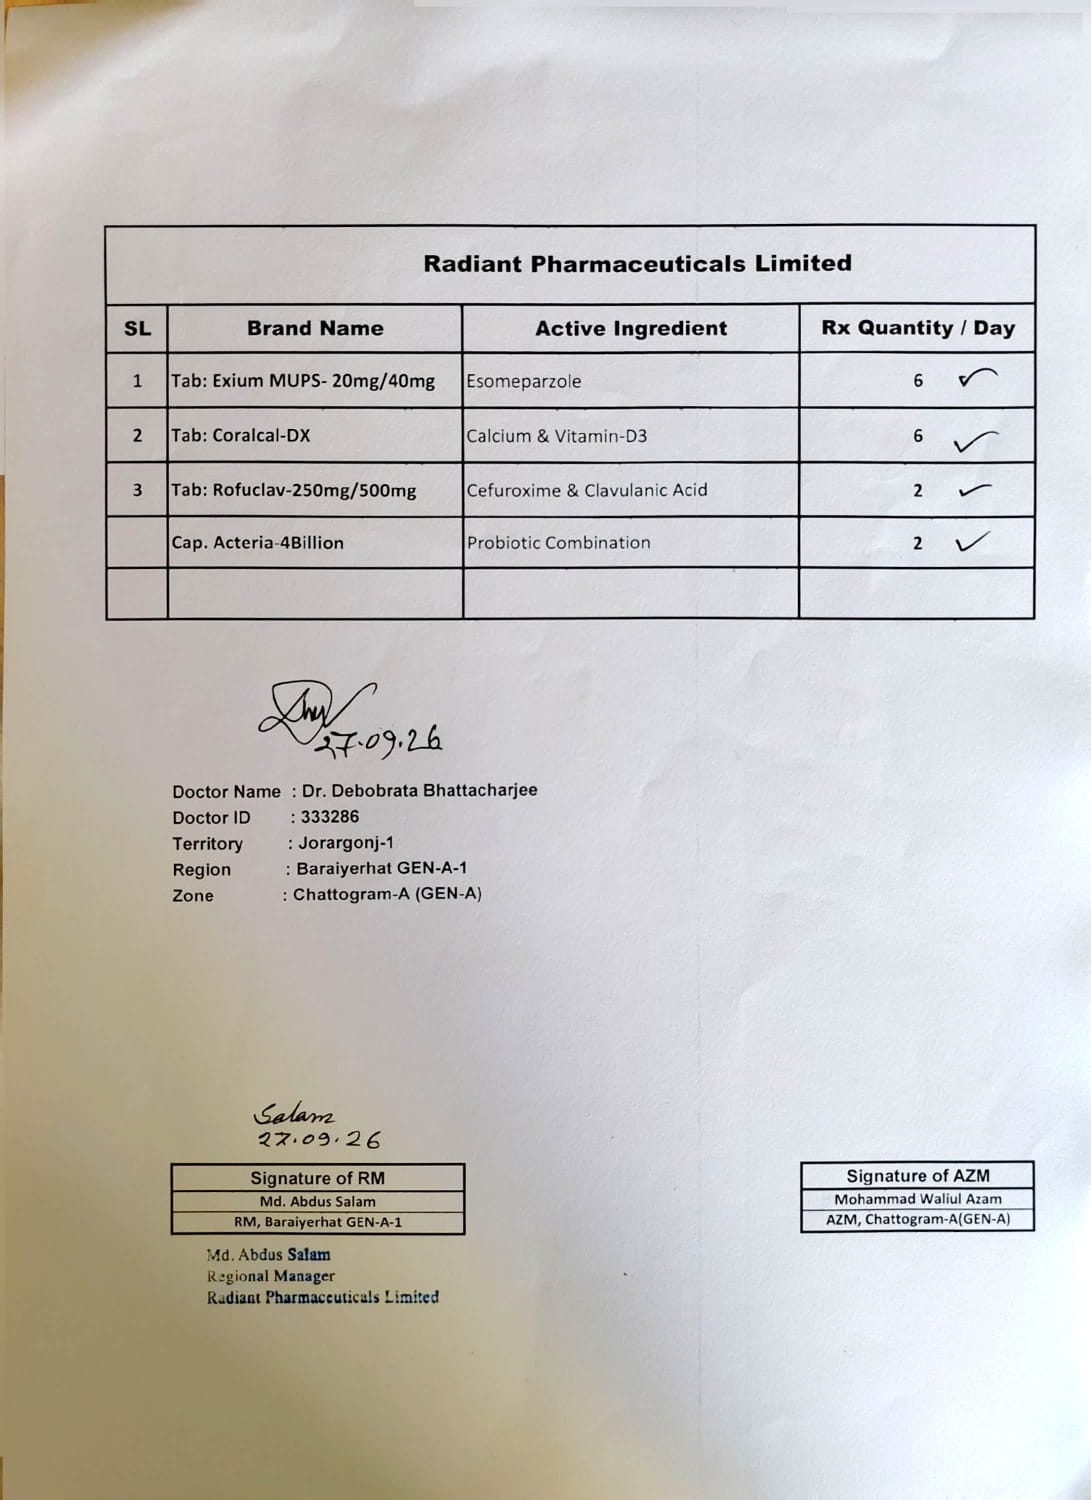 Radiant Pharmaceuticals Limited
SL Brand Name Active Ingredient Rx Quantity / Day
1 Tab: Exium MUPS- 20mg/40mg Esomeparzole 6 ✓
2 Tab: Coralcal-DX Calcium & Vitamin-D3 6 ✓
3 Tab: Rofuclav-250mg/500mg Cefuroxime & Clavulanic Acid 2 ✓
Cap. Acteria-4Billion Probiotic Combination 2 ✓
27.09.26
Doctor Name : Dr. Debobrata Bhattacharjee
Doctor ID : 333286
Territory : Jorargonj-1
Region : Baraiyerhat GEN-A-1
Zone : Chattogram-A (GEN-A)
Salam
27.09.26
Signature of RM
Md. Abdus Salam
RM, Baraiyerhat GEN-A-1
Md. Abdus Salam
Regional Manager
Radiant Pharmaceuticals Limited
Signature of AZM
Mohammad Waliul Azam
AZM, Chattogram-A(GEN-A)